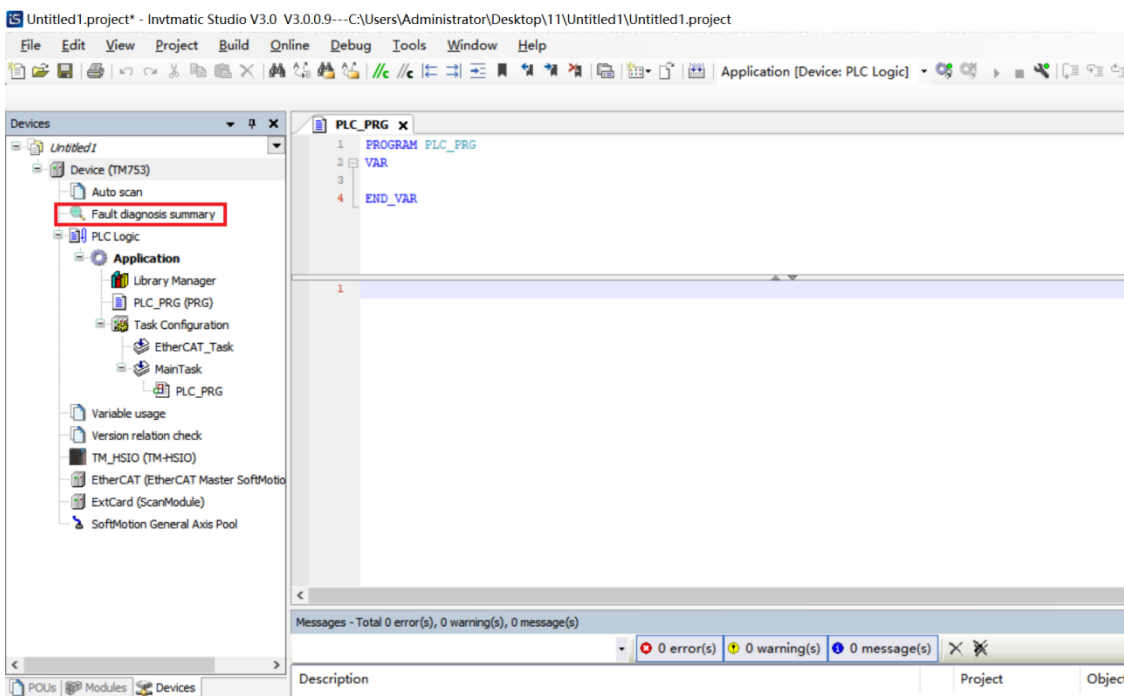 Untitled1.project* - Invtmatic Studio V3.0 V3.0.0.9---C:\Users\Administrator\Desktop\11\Untitled1\Untitled1.project
File Edit View Project Build Online Debug Tools Window Help
Application [Device: PLC Logic]
Devices
Untitled1
Device (TM753)
Auto scan
Fault diagnosis summary
PLC Logic
Application
Library Manager
PLC_PRG (PRG)
Task Configuration
EtherCAT_Task
MainTask
PLC_PRG
Variable usage
Version relation check
TM_HSIO (TM-HSIO)
EtherCAT (EtherCAT Master SoftMotio
ExtCard (ScanModule)
SoftMotion General Axis Pool
POUs Modules Devices
PLC_PRG
1 PROGRAM PLC_PRG
2 VAR
3
4 END_VAR
1
Messages - Total 0 error(s), 0 warning(s), 0 message(s)
0 error(s) 0 warning(s) 0 message(s)
Description Project Object